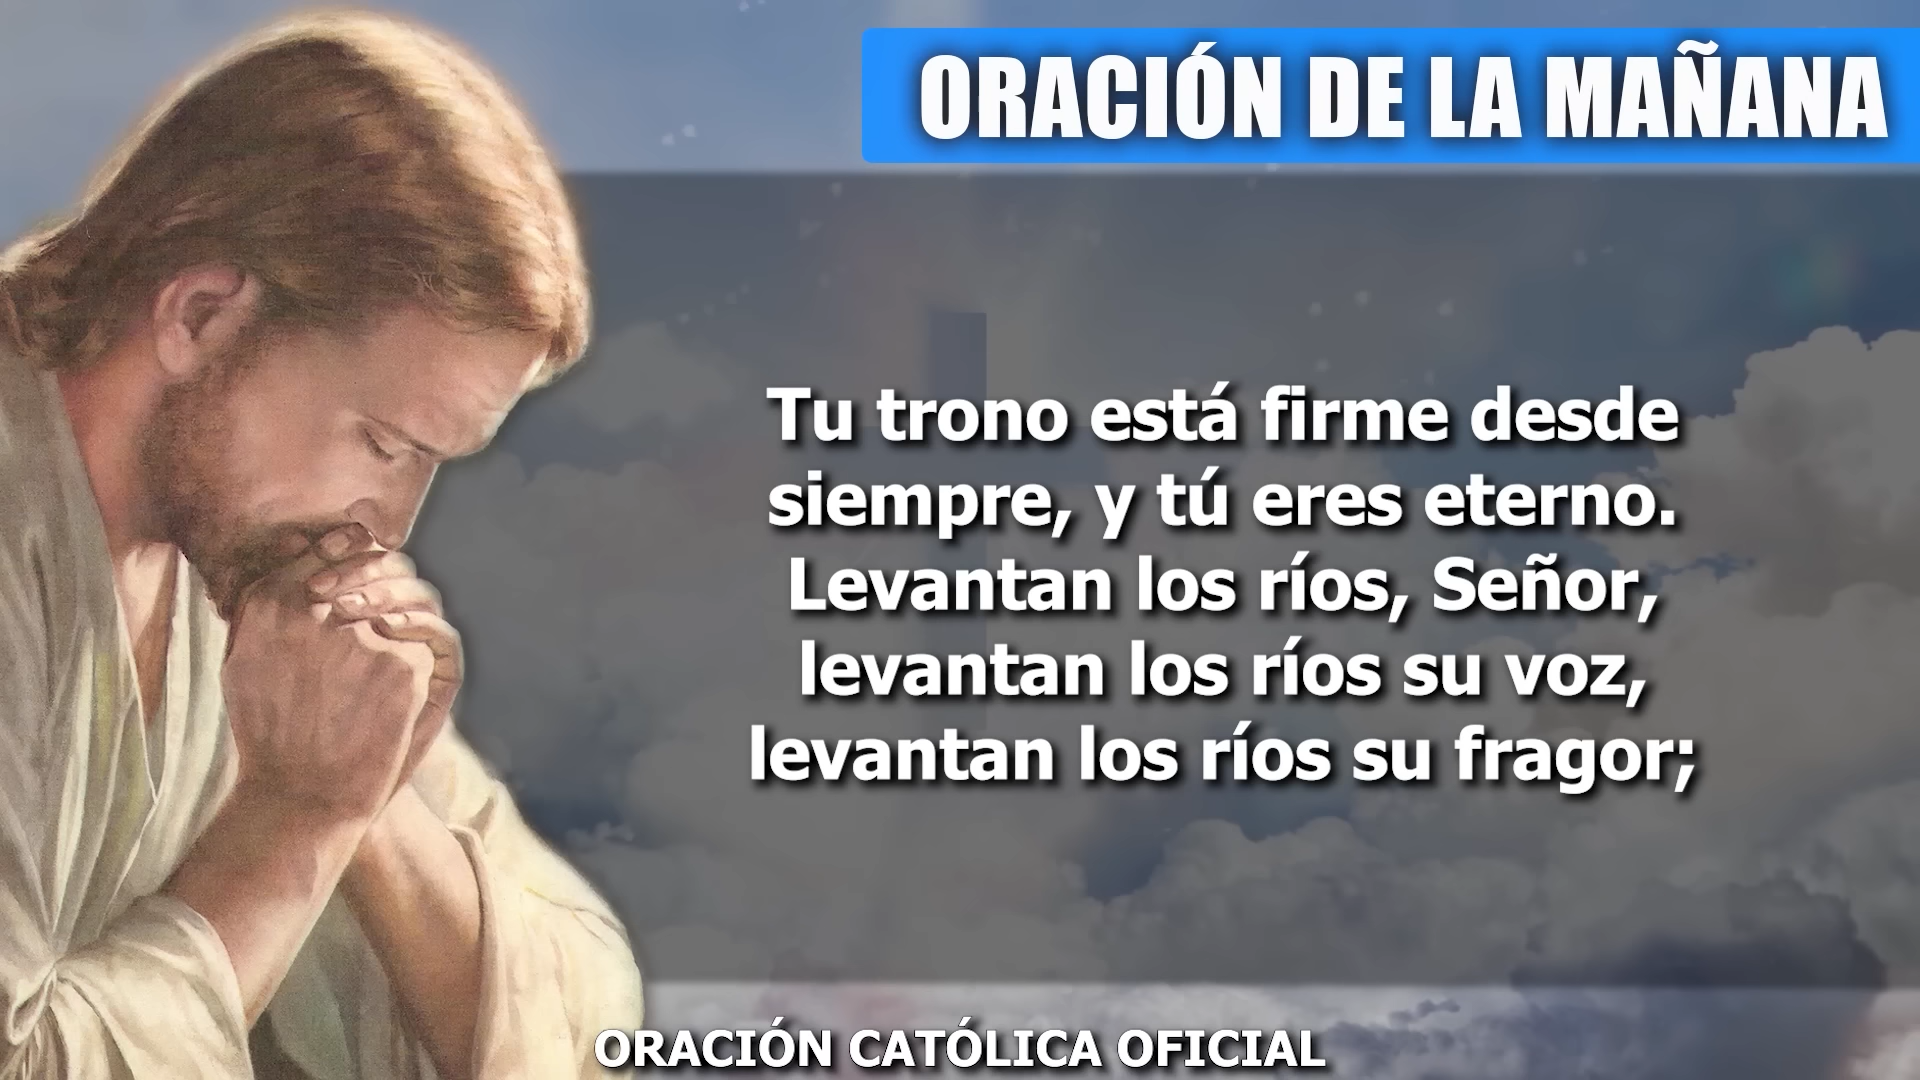 ORACIÓN DE LA MAÑANA
Tu trono está firme desde
siempre, y tú eres eterno.
Levantan los ríos, Señor,
levantan los ríos su voz,
levantan los ríos su fragor;
ORACIÓN CATÓLICA OFICIAL